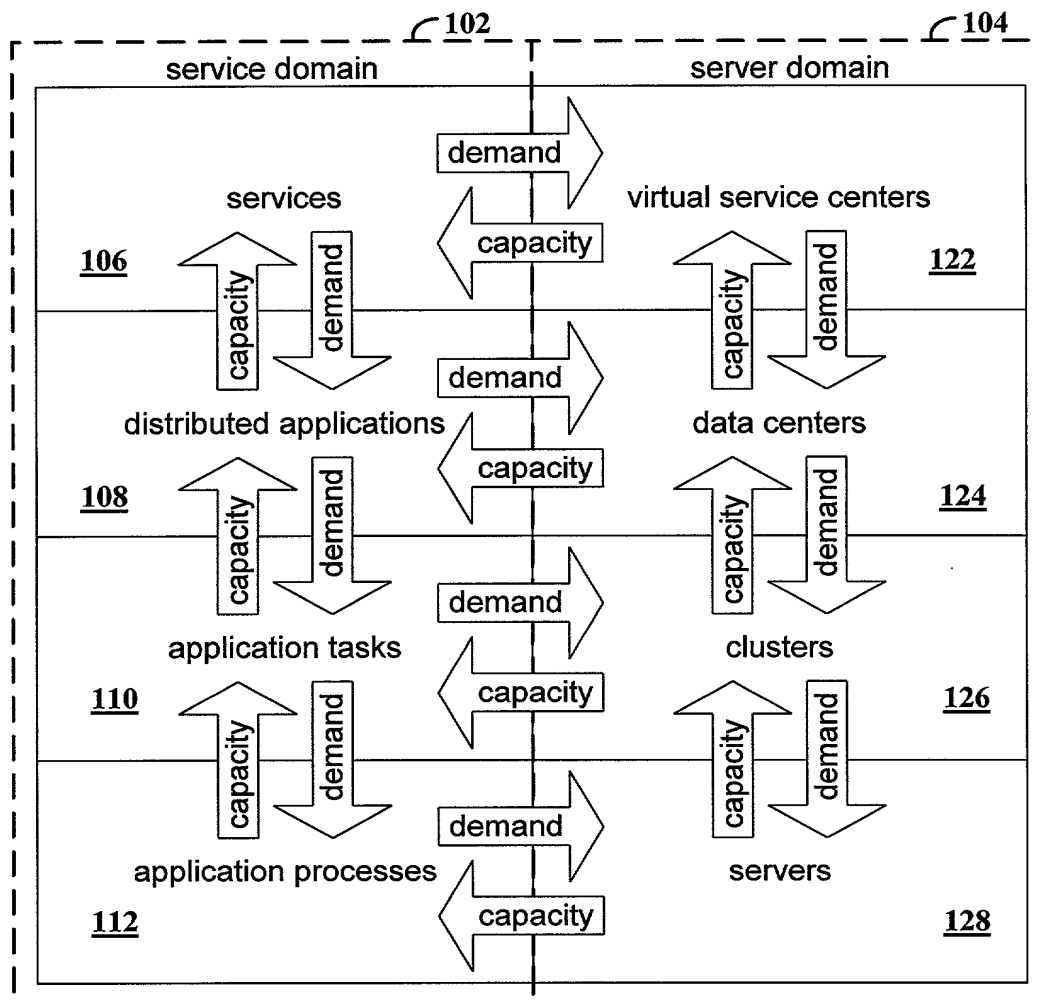 102
104
service domain
server domain
demand
services
virtual service centers
capacity
106
capacity
demand
capacity
demand
122
demand
distributed applications
data centers
capacity
108
capacity
demand
capacity
demand
124
demand
application tasks
clusters
capacity
110
capacity
demand
capacity
demand
126
demand
application processes
servers
capacity
112
128